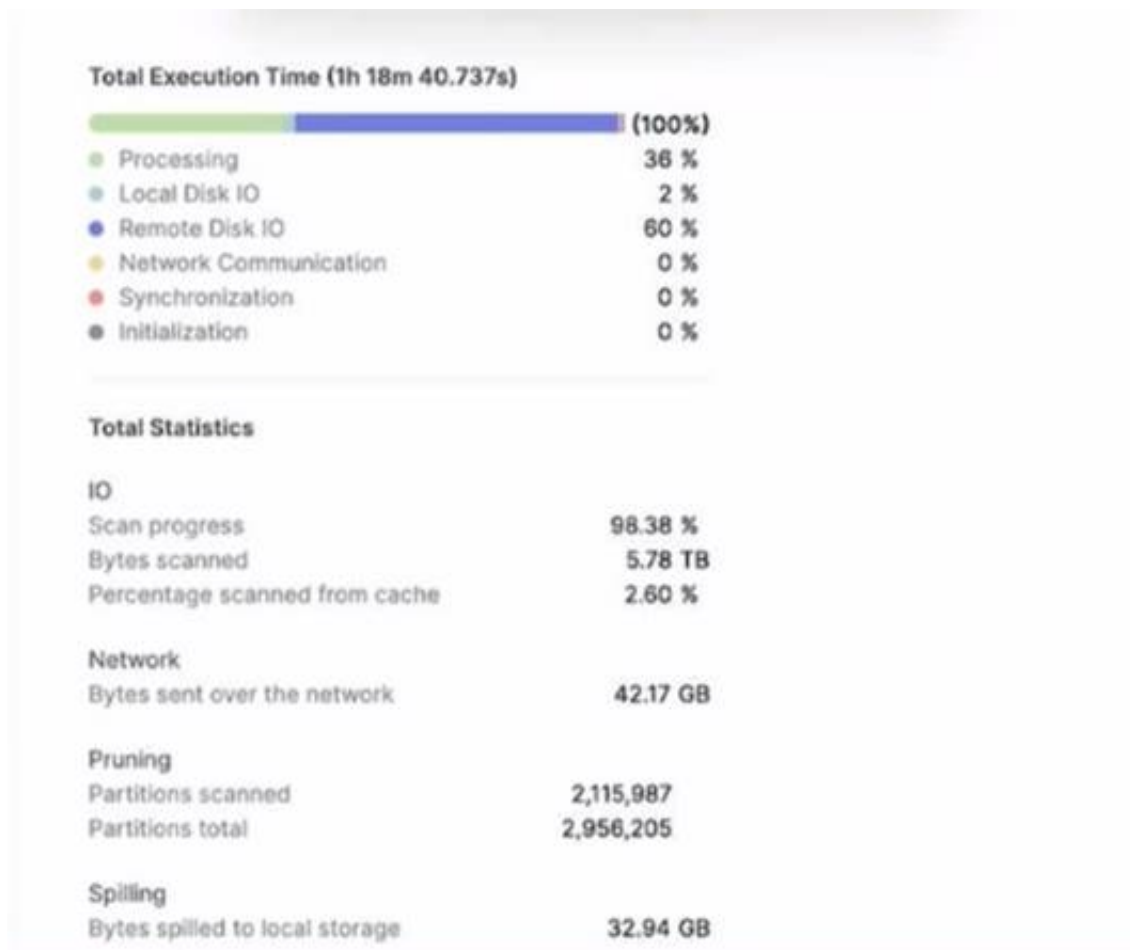 Total Execution Time (1h 18m 40.737s)
(100%)
Processing 36 %
Local Disk IO 2 %
Remote Disk IO 60 %
Network Communication 0 %
Synchronization 0 %
Initialization 0 %
Total Statistics
IO
Scan progress 98.38 %
Bytes scanned 5.78 TB
Percentage scanned from cache 2.60 %
Network
Bytes sent over the network 42.17 GB
Pruning
Partitions scanned 2,115,987
Partitions total 2,956,205
Spilling
Bytes spilled to local storage 32.94 GB